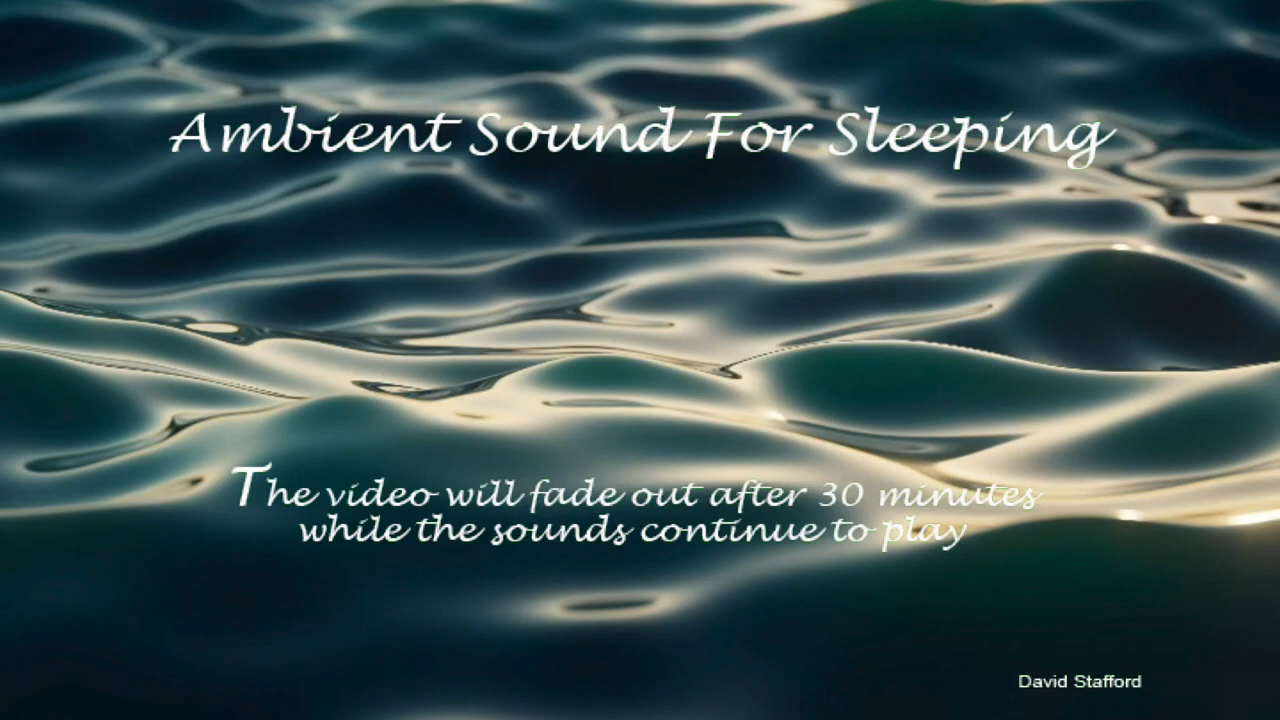 Ambient Sound For Sleeping
The video will fade out after 30 minutes
while the sounds continue to play
David Stafford